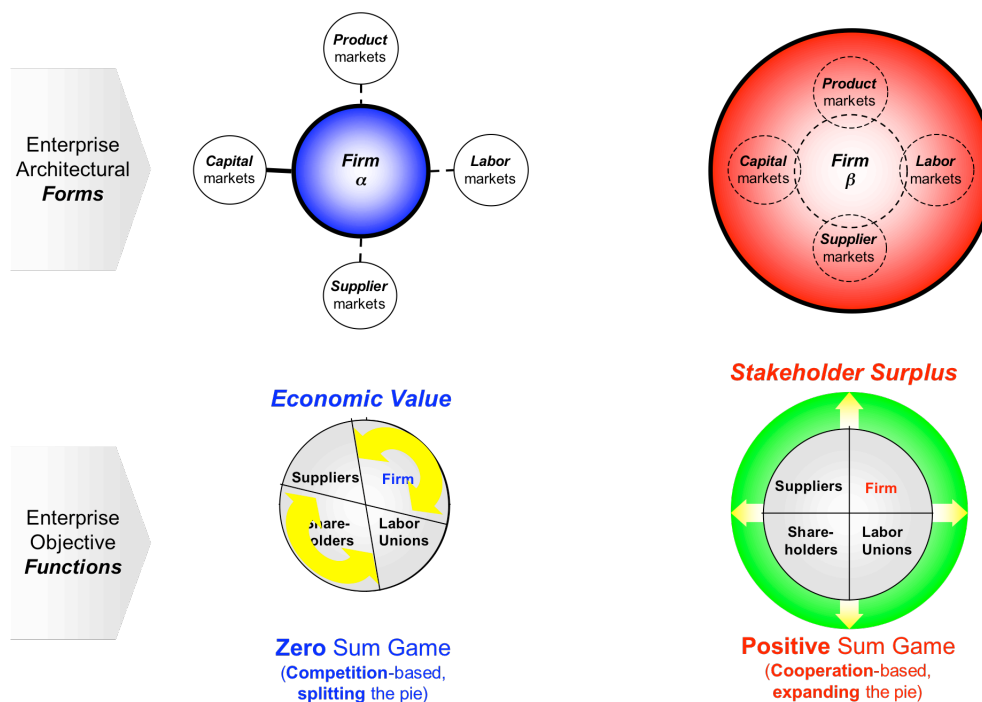 Product
markets
Enterprise
Architectural
Forms
Capital
markets
Firm
α
Labor
markets
Supplier
markets
Product
markets
Capital
markets
Firm
β
Labor
markets
Supplier
markets
Economic Value
Stakeholder Surplus
Enterprise
Objective
Functions
Suppliers
Firm
Share-
holders
Labor
Unions
Suppliers
Firm
Share-
holders
Labor
Unions
Zero Sum Game
(Competition-based,
splitting the pie)
Positive Sum Game
(Cooperation-based,
expanding the pie)